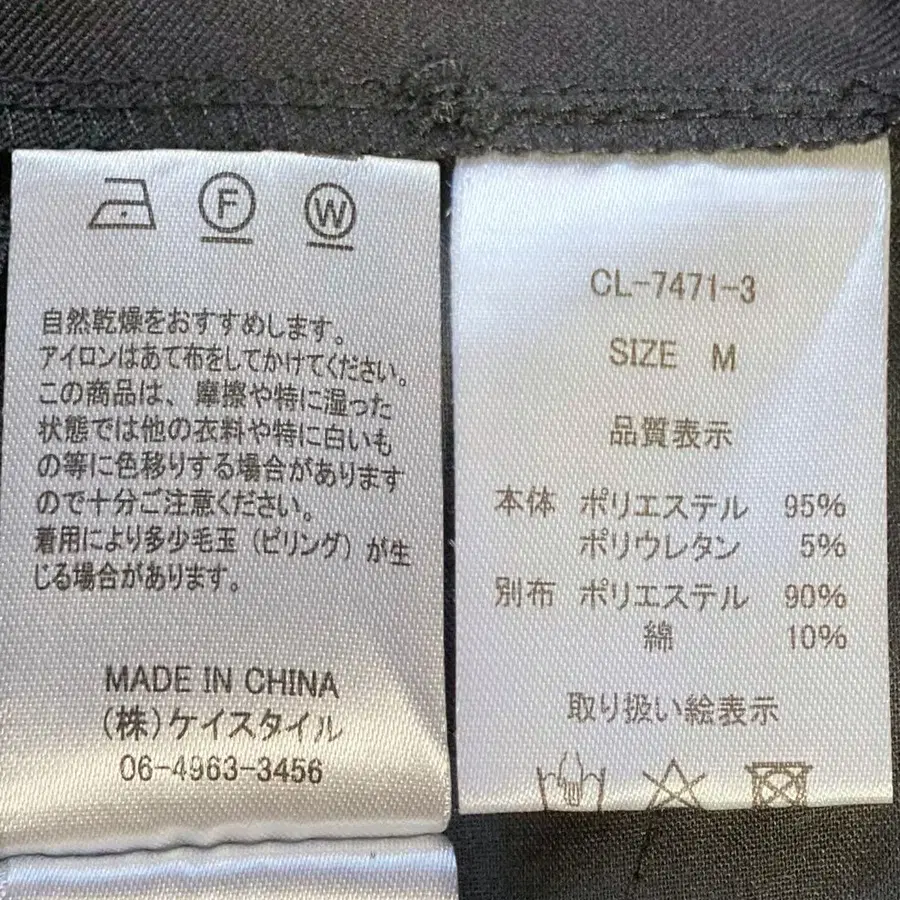 F
W
自然乾燥をおすすめします。
アイロンはあて布をしてかけてください。
この商品は、摩擦や特に湿った
状態では他の衣料や特に白いも
の等に色移りする場合があります
ので十分ご注意ください。
着用により多少毛玉（ピリング）が生
じる場合があります。
MADE IN CHINA
(株)ケイスタイル
06-4963-3456
CL-7471-3
SIZE M
品質表示
本体 ポリエステル 95%
ポリウレタン 5%
別布 ポリエステル 90%
綿 10%
取り扱い絵表示